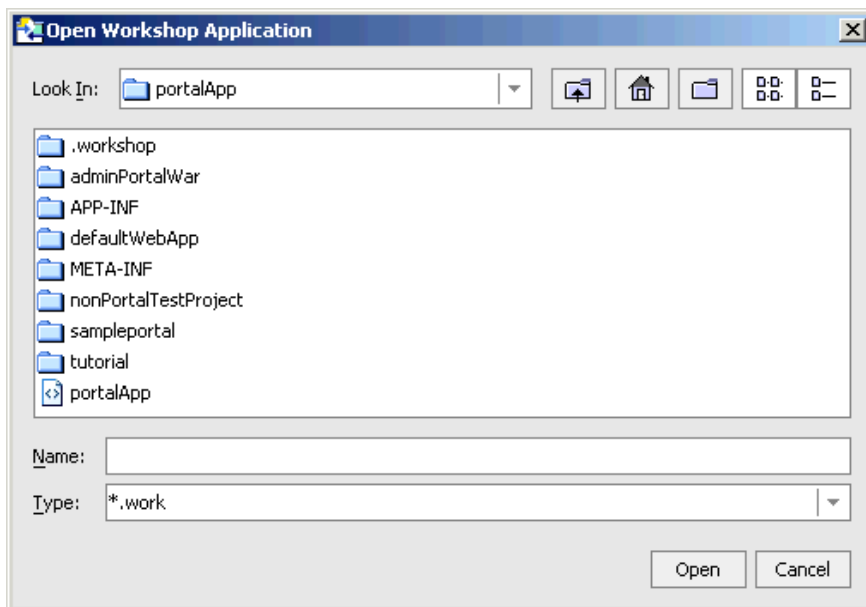 Open Workshop Application
Look In: portalApp
.workshop
adminPortalWar
APP-INF
defaultWebApp
META-INF
nonPortalTestProject
sampleportal
tutorial
portalApp
Name:
Type: *.work
Open Cancel